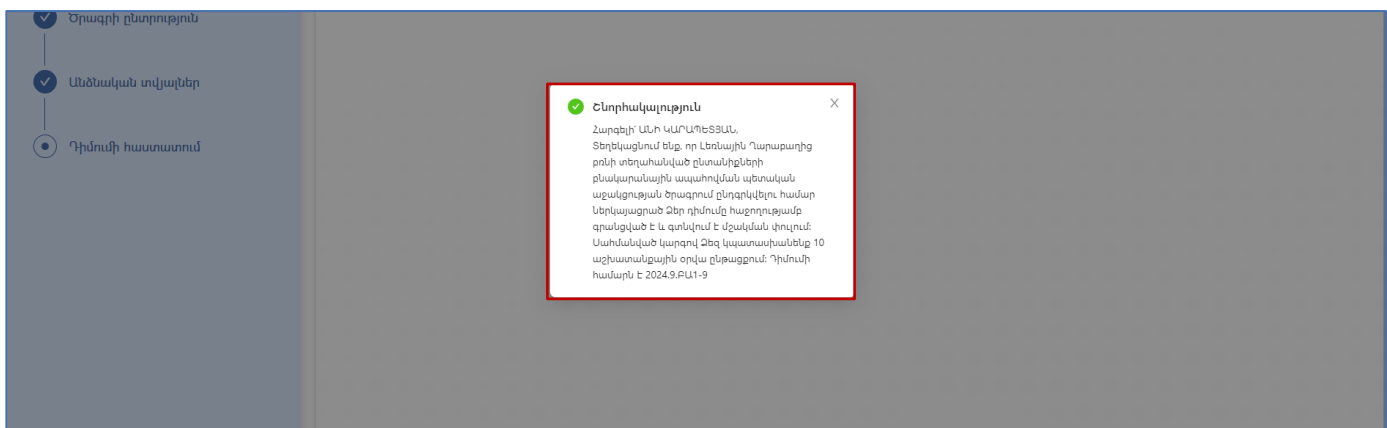 Ծրագրի ընտրություն
Անձնական տվյալներ
Դիմումի հաստատում
Շնորհակալություն
Հարգելի՛ ԱՆԻ ԿԱՐԱՊԵՏՅԱՆ,
Տեղեկացնում ենք, որ Լեռնային Ղարաբաղից
բռնի տեղահանված ընտանիքների
բնակարանային ապահովման պետական
աջակցության ծրագրում ընդգրկվելու համար
ներկայացրած Ձեր դիմումը հաջողությամբ
գրանցված է և գտնվում է մշակման փուլում:
Սահմանված կարգով Ձեզ կպատասխանենք 10
աշխատանքային օրվա ընթացքում: Դիմումի
համարն է 2024.9.ԲԱ1-9